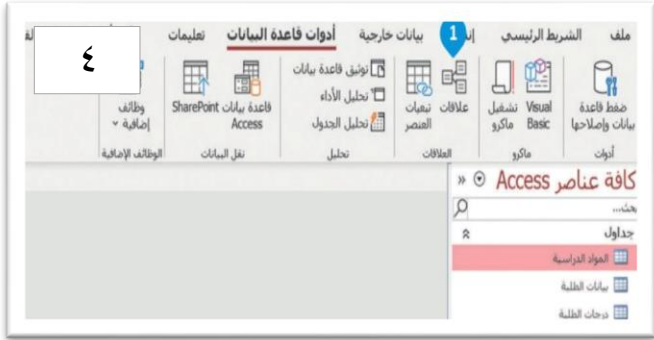 ملف الشريط الرئيسي إنشاء بيانات خارجية أدوات قاعدة البيانات تعليمات
1
٤
ضغط قاعدة بيانات وإصلاحها
Visual Basic
تشغيل ماكرو
علاقات
تبعيات العنصر
توثيق قاعدة بيانات
تحليل الأداء
تحليل الجدول
قاعدة بيانات Access
SharePoint
وظائف إضافية
أدوات ماكرو العلاقات تحليل نقل البيانات الوظائف الإضافية
كافة عناصر Access
بحث...
جداول
المواد الدراسية
بيانات الطلبة
درجات الطلبة